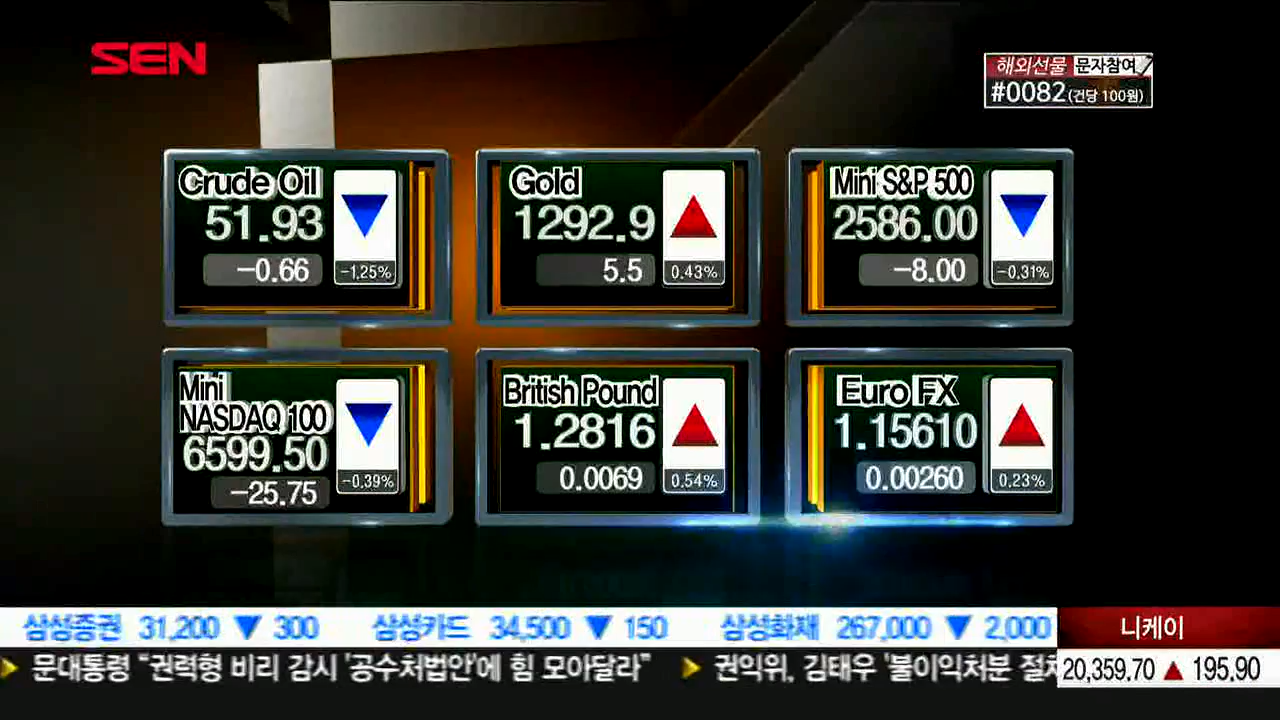 SEN
해외선물 문자참여
#0082(건당 100원)
Crude Oil
51.93
-0.66
-1.25%
Gold
1292.9
5.5
0.43%
Mini S&P 500
2586.00
-8.00
-0.31%
Mini
NASDAQ 100
6599.50
-25.75
-0.39%
British Pound
1.2816
0.0069
0.54%
Euro FX
1.15610
0.00260
0.23%
삼성증권 31,200 ▼ 300 삼성카드 34,500 ▼ 150 삼성화재 267,000 ▼ 2,000
니케이
문대통령 “권력형 비리 감시 '공수처법안'에 힘 모아달라” 권익위, 김태우 '불이익처분 절차
20,359.70 ▲ 195.90